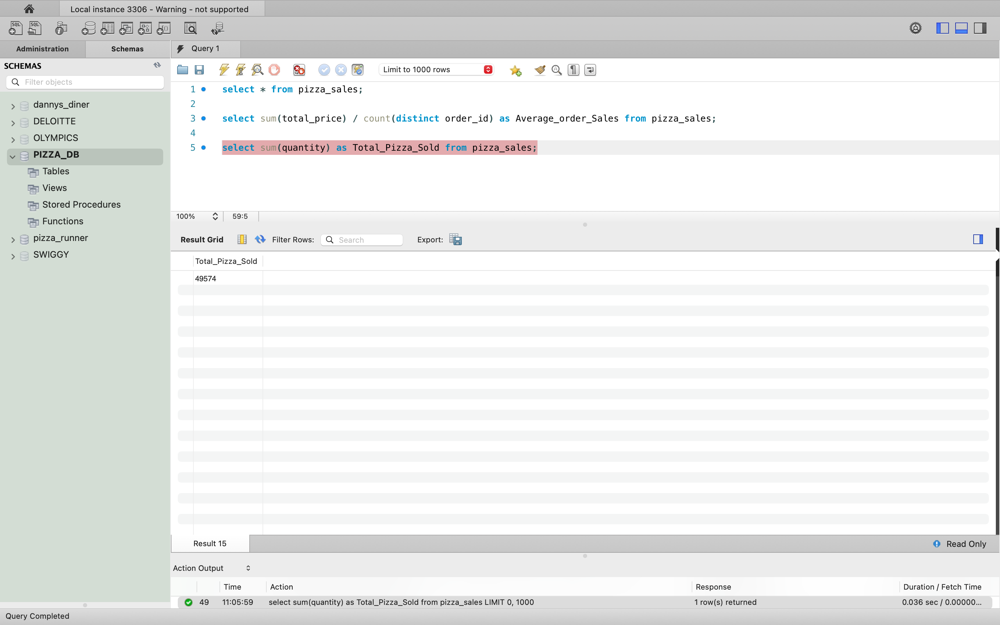 Local instance 3306 - Warning - not supported
SQL SQL
Administration Schemas
Query 1
SCHEMAS
Filter objects
Limit to 1000 rows
dannys_diner
DELOITTE
OLYMPICS
PIZZA_DB
Tables
Views
Stored Procedures
Functions
pizza_runner
SWIGGY
1 select * from pizza_sales;
2
3 select sum(total_price) / count(distinct order_id) as Average_order_Sales from pizza_sales;
4
5 select sum(quantity) as Total_Pizza_Sold from pizza_sales;
100% 59:5
Result Grid Filter Rows: Search Export:
Total_Pizza_Sold
49574
Result 15 Read Only
Action Output
Time Action Response Duration / Fetch Time
49 11:05:59 select sum(quantity) as Total_Pizza_Sold from pizza_sales LIMIT 0, 1000 1 row(s) returned 0.036 sec / 0.00000...
Query Completed